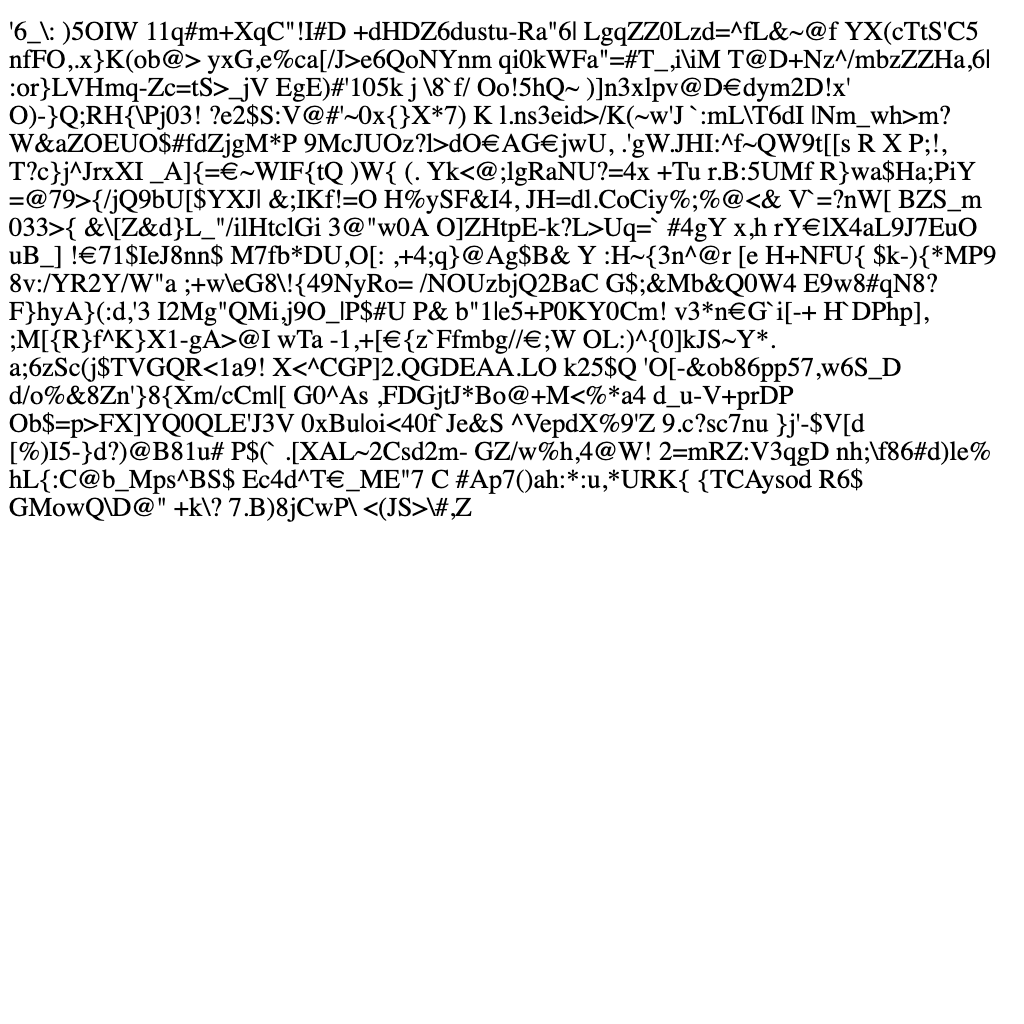 '6_\: )5OIW 11q#m+XqC"!I#D +dHDZ6dustu-Ra"6| LgqZZ0Lzd=^fL&~@f YX(cTtS'C5
nfFO,.x}K(ob@> yxG,e%ca[/J>e6QoNYnm qi0kWFa"=#T_,i\iM T@D+Nz^/mbzZZHa,6|
:or}LVHmq-Zc=tS>_jV EgE)#'105k j \8`f/ Oo!5hQ~ )]n3xlpv@D€dym2D!x'
O)-}Q;RH{\Pj03! ?e2$S:V@#'~0x{}X*7) K l.ns3eid>/K(~w'J `:mL\T6dI |Nm_wh>m?
W&aZOEUO$#fdZjgM*P 9McJUOz?l>dO€AG€jwU, .'gW.JHI:^f~QW9t[[s R X P;!,
T?c}j^JrxXI _A]{=€~WIF{tQ )W{ (. Yk<@;lgRaNU?=4x +Tu r.B:5UMf R}wa$Ha;PiY
=@79>{/jQ9bU[$YXJ| &;IKf!=O H%ySF&I4, JH=dl.CoCiy%;%@<& V`=?nW[ BZS_m
033>{ &\[Z&d}L_"/ilHtclGi 3@"w0A O]ZHtpE-k?L>Uq=` #4gY x,h rY€lX4aL9J7EuO
uB_] !€71$IeJ8nn$ M7fb*DU,O[: ,+4;q}@Ag$B& Y :H~{3n^@r [e H+NFU{ $k-){*MP9
8v:/YR2Y/W"a ;+w\eG8\!{49NyRo= /NOUzbjQ2BaC G$;&Mb&Q0W4 E9w8#qN8?
F}hyA}(:d,'3 I2Mg"QMi,j9O_|P$#U P& b"1|e5+P0KY0Cm! v3*n€G`i[-+ H`DPhp],
;M[{R}f^K}X1-gA>@I wTa -1,+[€{z`Ffmbg//€;W OL:)^{0]kJS~Y*.
a;6zSc(j$TVGQR<1a9! X<^CGP]2.QGDEAA.LO k25$Q 'O[-&ob86pp57,w6S_D
d/o%&8Zn'}8{Xm/cCm|[ G0^As ,FDGjtJ*Bo@+M<%*a4 d_u-V+prDP
Ob$=p>FX]YQ0QLE'J3V 0xBu|oi<40f`Je&S ^VepdX%9'Z 9.c?sc7nu }j'-$V[d
[%)I5-}d?)@B81u# P$(` .[XAL~2Csd2m- GZ/w%h,4@W! 2=mRZ:V3qgD nh;\f86#d)le%
hL{:C@b_Mps^BS$ Ec4d^T€_ME"7 C #Ap7()ah:*:u,*URK{ {TCAysod R6$
GMowQ\D@" +k\? 7.B)8jCwP\ <(JS>\#,Z